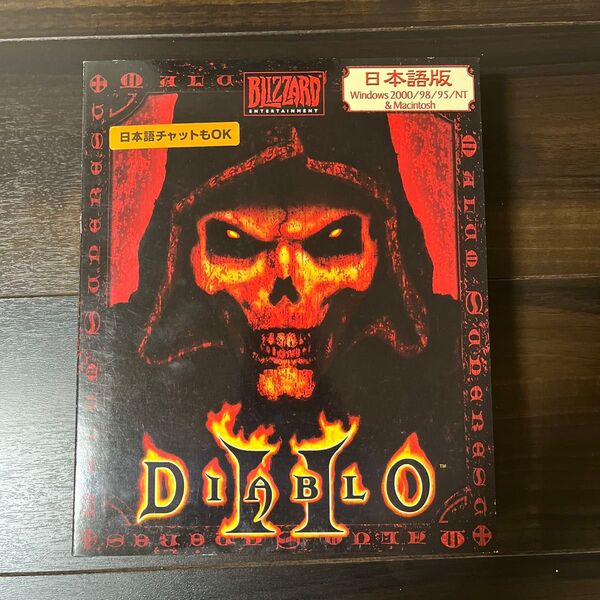 BLIZZARD
ENTERTAINMENT
日本語版
Windows 2000/98/95/NT
& Macintosh
日本語チャットもOK
DIABLO
II
™